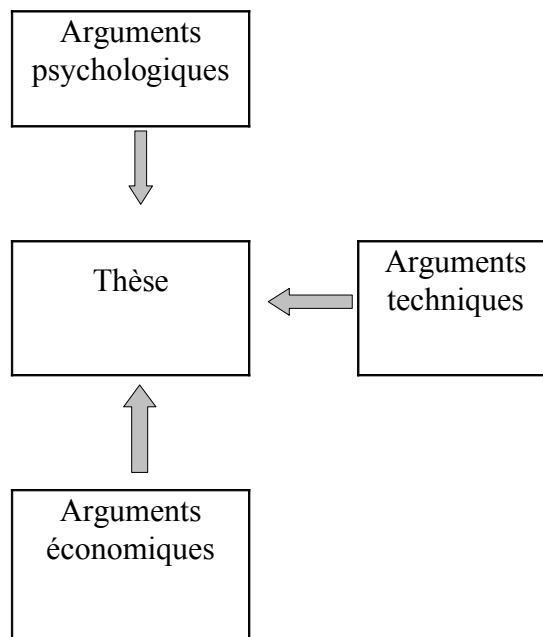 Arguments
psychologiques
Thèse
Arguments
techniques
Arguments
économiques